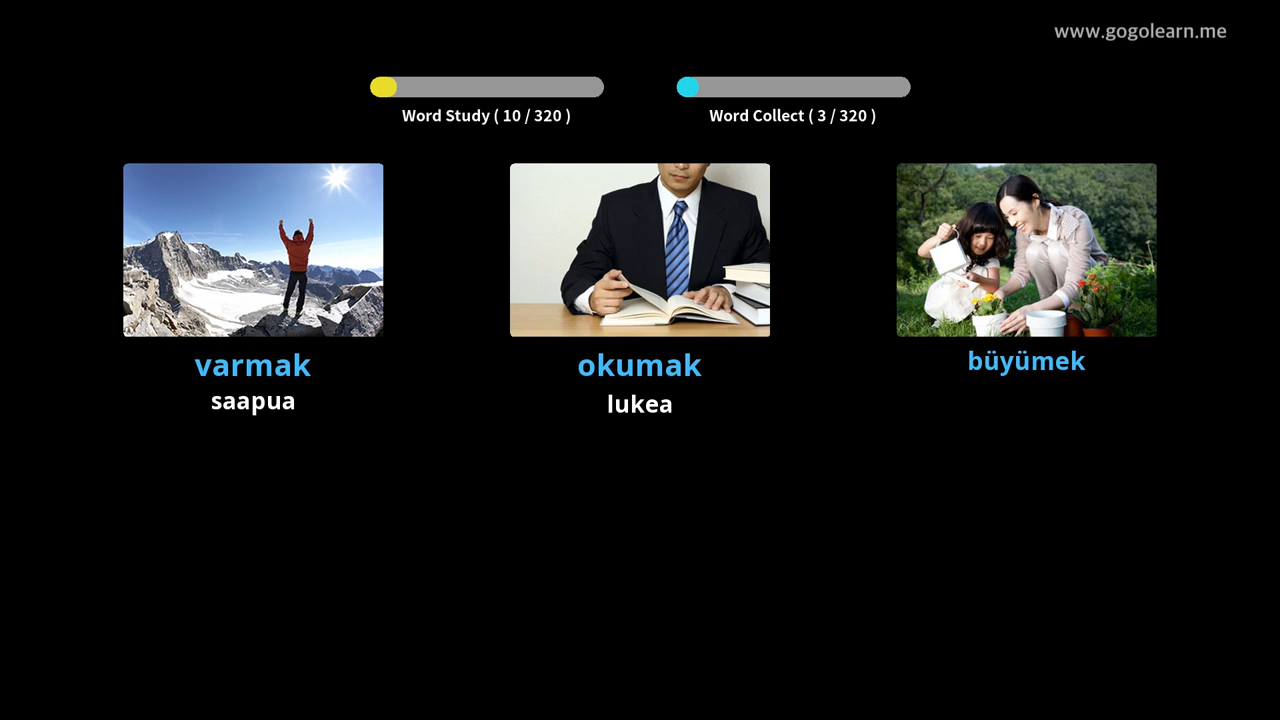 www.gogolearn.me
Word Study ( 10 / 320 )
Word Collect ( 3 / 320 )
varmak
saapua
okumak
lukea
büyümek